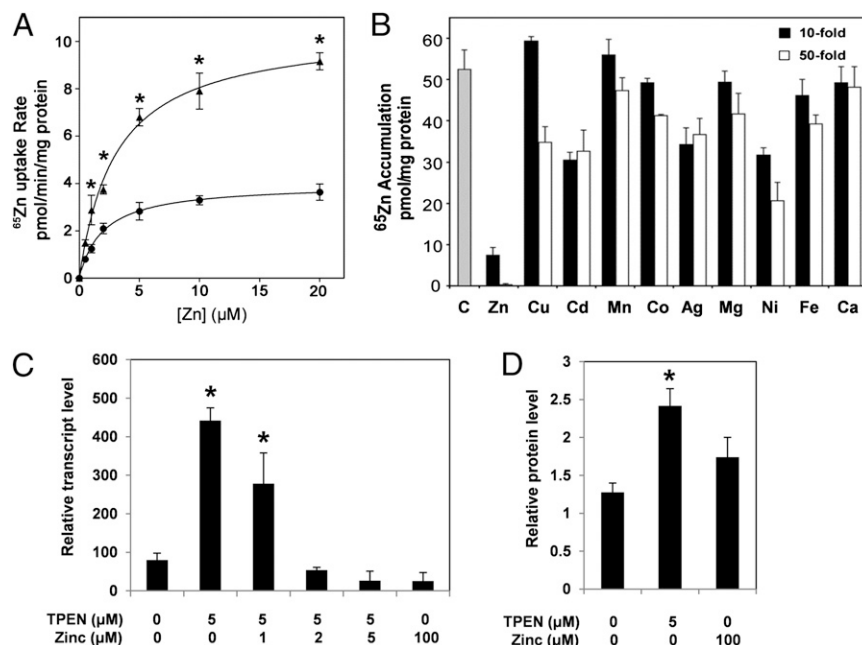 A
⁶⁵Zn uptake Rate
pmol/min/mg protein
10
8
6
4
2
0
* * * * *
0 5 10 15 20
[Zn] (µM)
B
⁶⁵Zn Accumulation
pmol/mg protein
60
50
40
30
20
10
0
10-fold
50-fold
C Zn Cu Cd Mn Co Ag Mg Ni Fe Ca
C
Relative transcript level
600
500
400
300
200
100
00
* *
TPEN (µM) 0 5 5 5 5 0
Zinc (µM) 0 0 1 2 5 100
D
Relative protein level
3
2.5
2
1.5
1
0.5
0
*
TPEN (µM) 0 5 0
Zinc (µM) 0 0 100